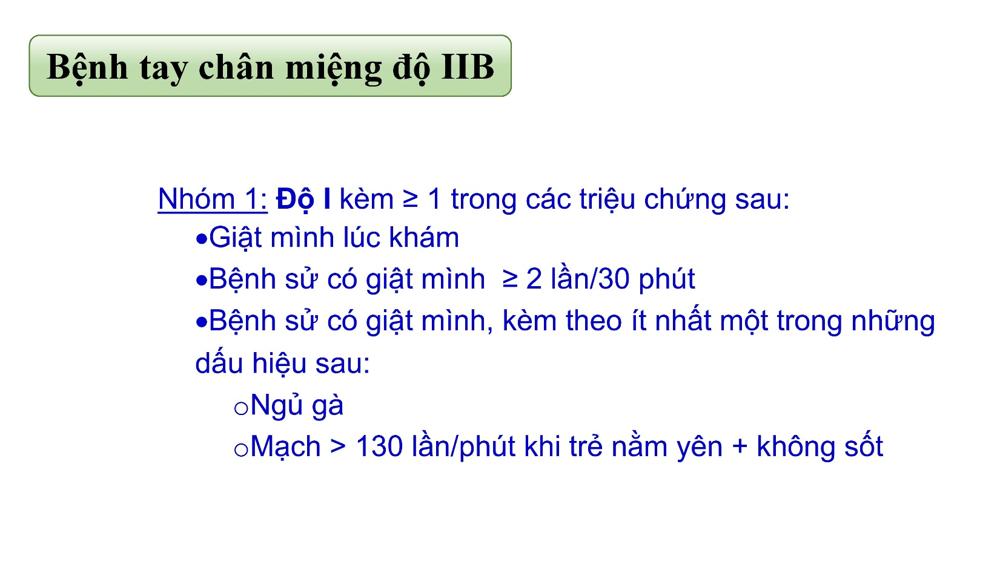 Bệnh tay chân miệng độ IIB
Nhóm 1: Độ I kèm ≥ 1 trong các triệu chứng sau:
•Giật mình lúc khám
•Bệnh sử có giật mình  ≥ 2 lần/30 phút
•Bệnh sử có giật mình, kèm theo ít nhất một trong những
dấu hiệu sau:
oNgủ gà
oMạch > 130 lần/phút khi trẻ nằm yên + không sốt